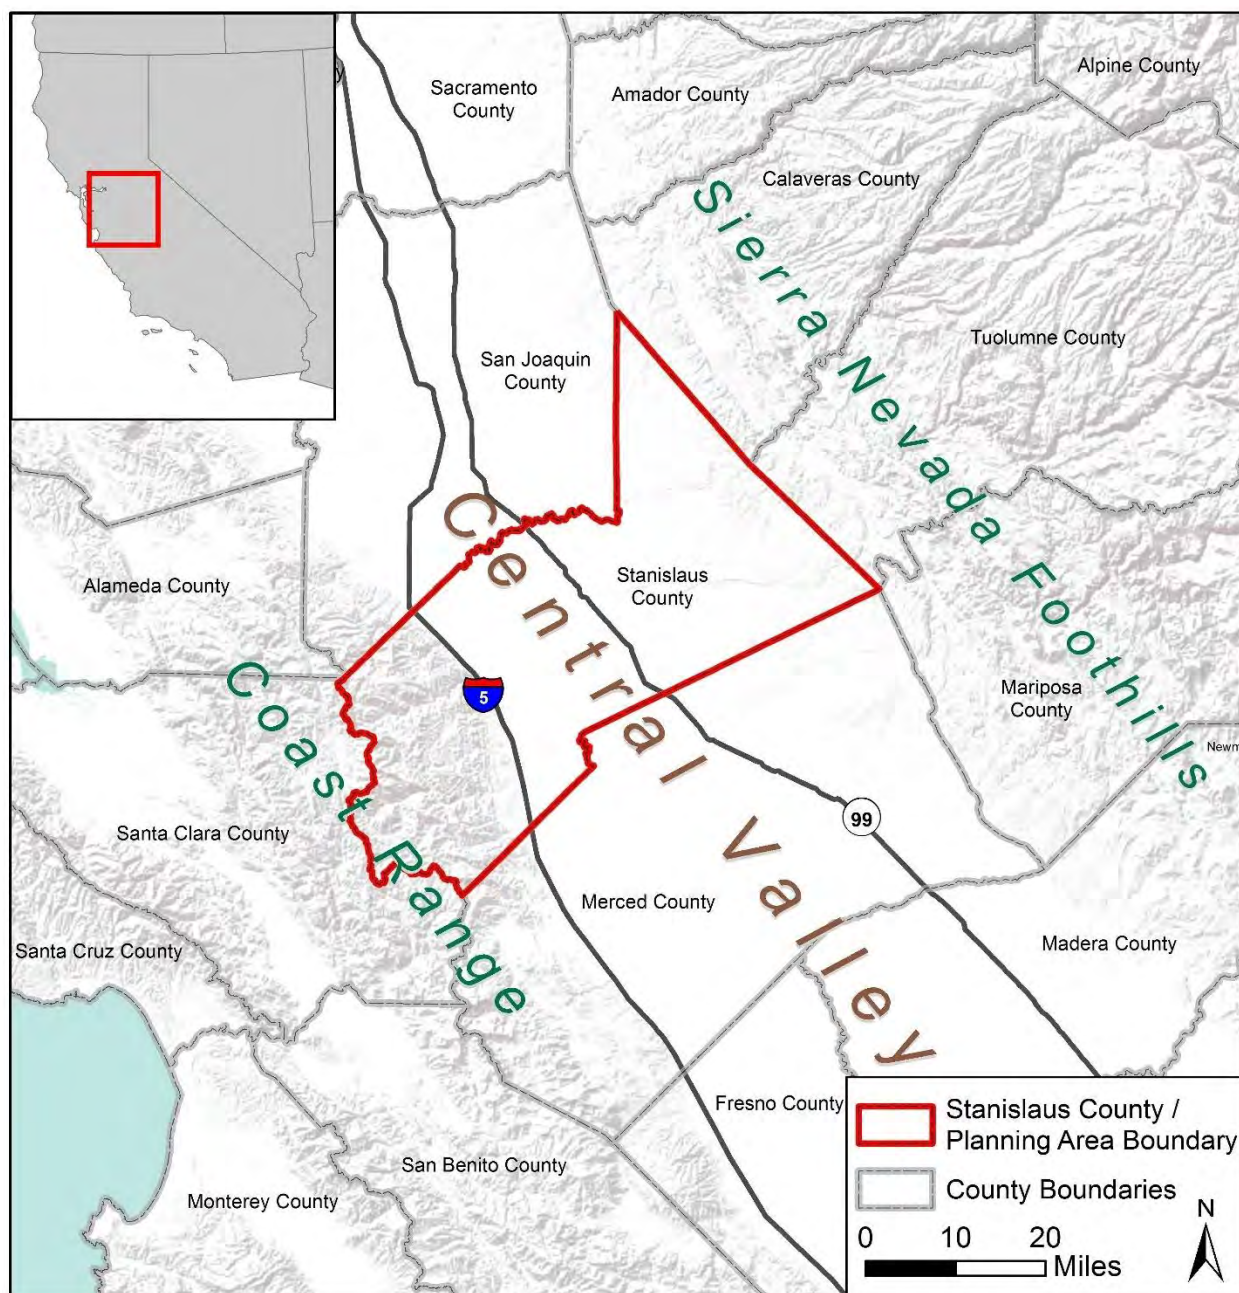 Sacramento
County
Amador County
Alpine County
Calaveras County
Sierra Nevada Foothills
Tuolumne County
San Joaquin
County
Central Valley
Stanislaus
County
Alameda County
Coast Range
5
Mariposa
County
Newm
99
Santa Clara County
Merced County
Santa Cruz County
Madera County
Fresno County
San Benito County
Monterey County
Stanislaus County /
Planning Area Boundary
County Boundaries
N
0 10 20
Miles